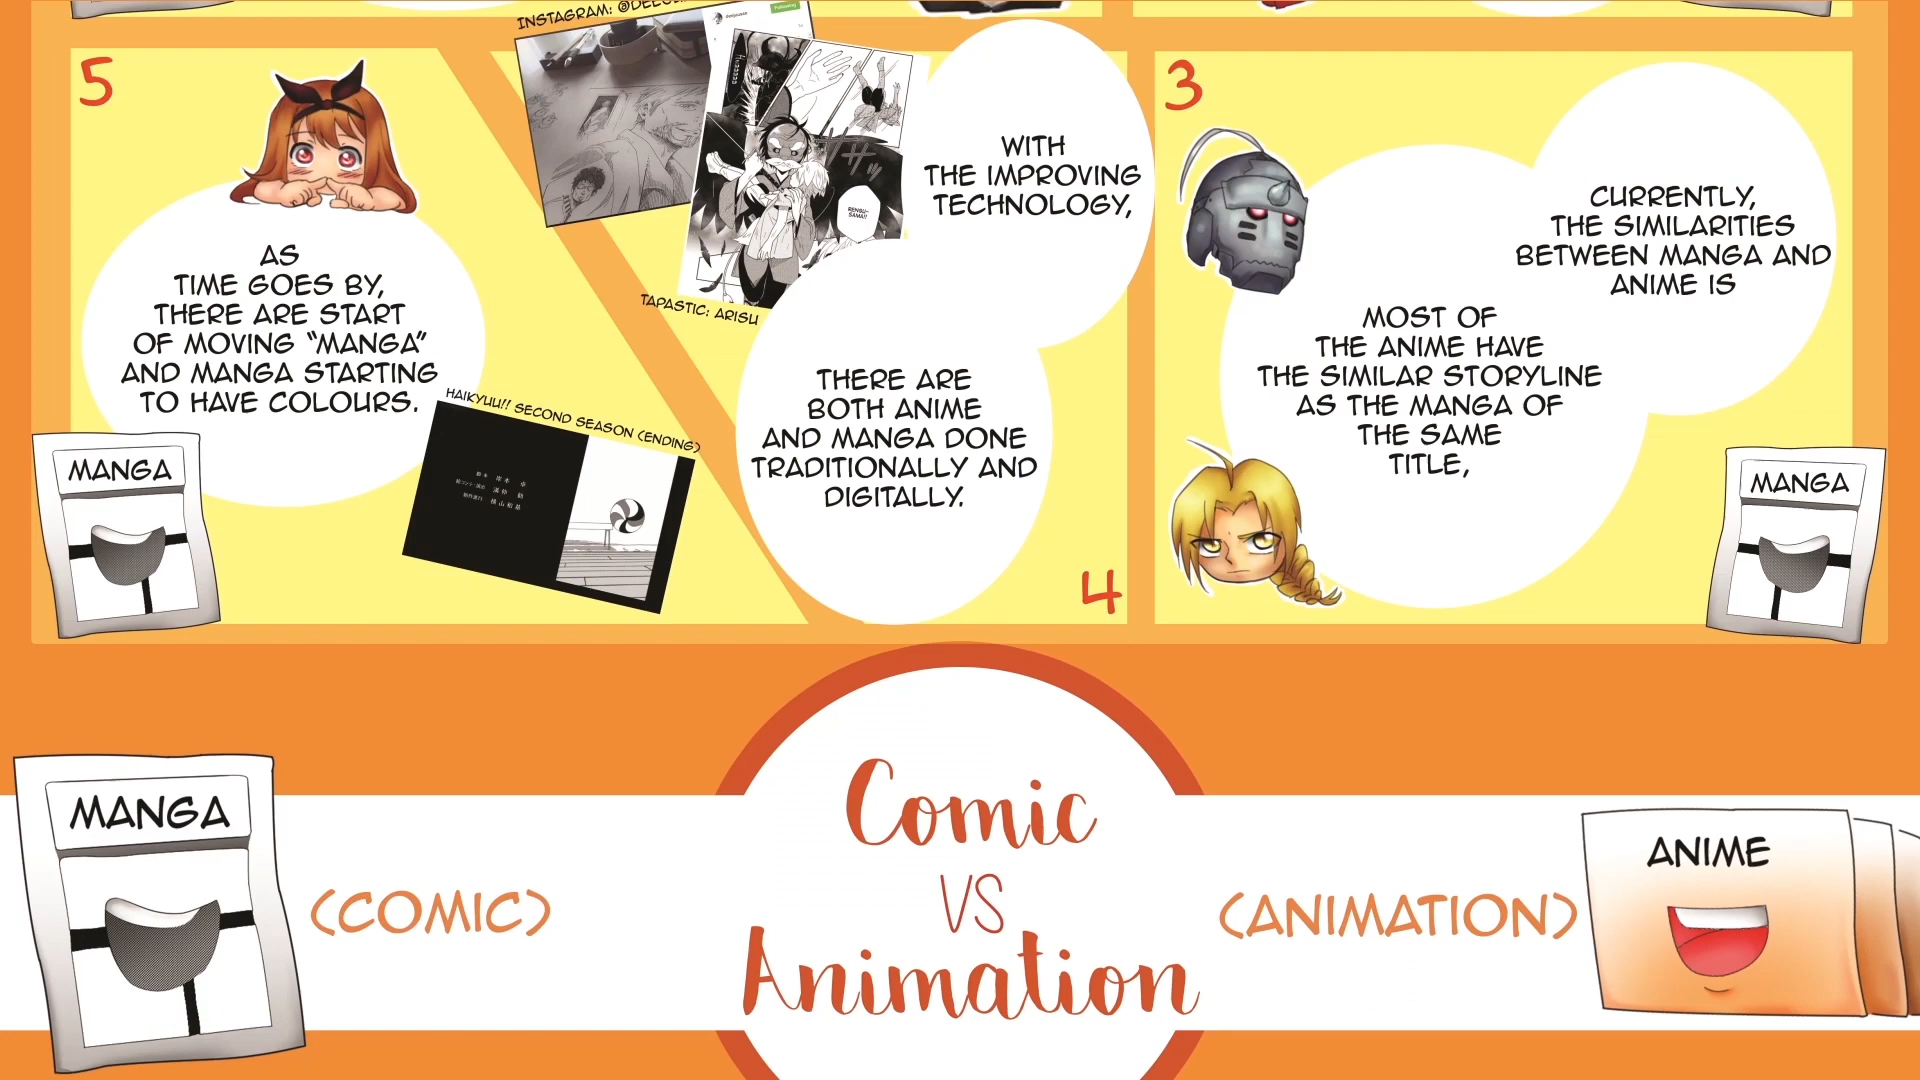 3
CURRENTLY,
THE SIMILARITIES
BETWEEN MANGA AND
ANIME IS
MOST OF
THE ANIME HAVE
THE SIMILAR STORYLINE
AS THE MANGA OF
THE SAME
TITLE,
MANGA
WITH
THE IMPROVING
TECHNOLOGY,
INSTAGRAM:
Following
RENGU-
SAMA!!
TAPASTIC: ARISU
THERE ARE
BOTH ANIME
AND MANGA DONE
TRADITIONALLY AND
DIGITALLY.
4
5
AS
TIME GOES BY,
THERE ARE START
OF MOVING “MANGA”
AND MANGA STARTING
TO HAVE COLOURS.
HAIKYUU!! SECOND SEASON (ENDING)
MANGA
MANGA
(COMIC)
Comic
VS
Animation
(ANIMATION)
ANIME